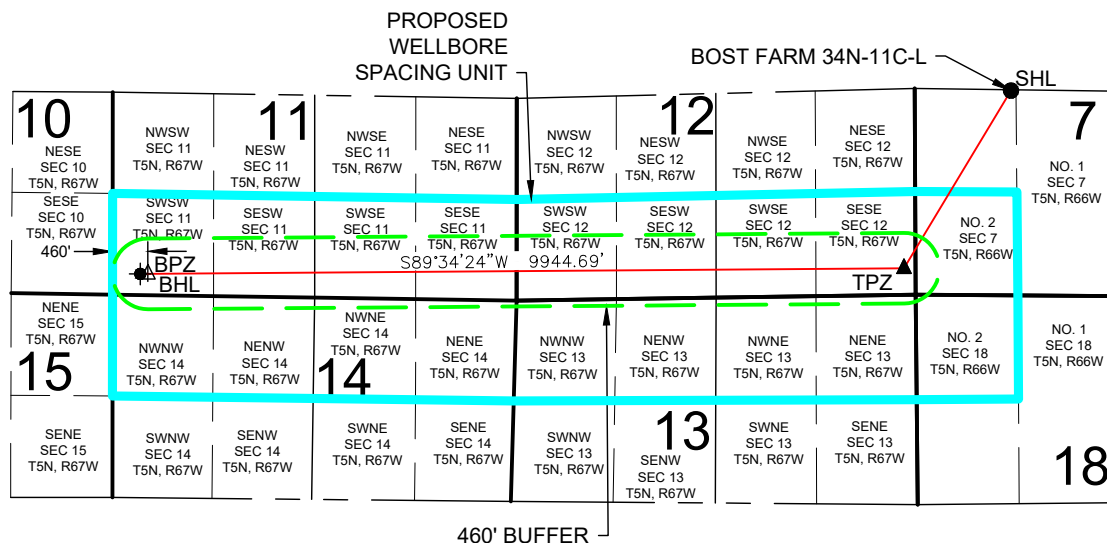 PROPOSED
WELLBORE
SPACING UNIT
BOST FARM 34N-11C-L
SHL
10
11
12
7
NESE
SEC 10
T5N, R67W
NWSW
SEC 11
T5N, R67W
NESW
SEC 11
T5N, R67W
NWSE
SEC 11
T5N, R67W
NESE
SEC 11
T5N, R67W
NWSW
SEC 12
T5N, R67W
NESW
SEC 12
T5N, R67W
NWSE
SEC 12
T5N, R67W
NESE
SEC 12
T5N, R67W
NO. 1
SEC 7
T5N, R66W
SESE
SEC 10
T5N, R67W
SWSW
SEC 11
T5N, R67W
SESW
SEC 11
T5N, R67W
SWSE
SEC 11
T5N, R67W
SESE
SEC 11
T5N, R67W
SWSW
SEC 12
T5N, R67W
SESW
SEC 12
T5N, R67W
SWSE
SEC 12
T5N, R67W
SESE
SEC 12
T5N, R67W
NO. 2
SEC 7
T5N, R66W
460'
BPZ
BHL
S89°34'24"W 9944.69'
TPZ
NENE
SEC 15
T5N, R67W
NWNW
SEC 14
T5N, R67W
NENW
SEC 14
T5N, R67W
NWNE
SEC 14
T5N, R67W
NENE
SEC 14
T5N, R67W
NWNW
SEC 13
T5N, R67W
NENW
SEC 13
T5N, R67W
NWNE
SEC 13
T5N, R67W
NENE
SEC 13
T5N, R67W
NO. 2
SEC 18
T5N, R66W
NO. 1
SEC 18
T5N, R66W
15
14
13
18
SENE
SEC 15
T5N, R67W
SWNW
SEC 14
T5N, R67W
SENW
SEC 14
T5N, R67W
SWNE
SEC 14
T5N, R67W
SENE
SEC 14
T5N, R67W
SWNW
SEC 13
T5N, R67W
SENW
SEC 13
T5N, R67W
SWNE
SEC 13
T5N, R67W
SENE
SEC 13
T5N, R67W
460' BUFFER